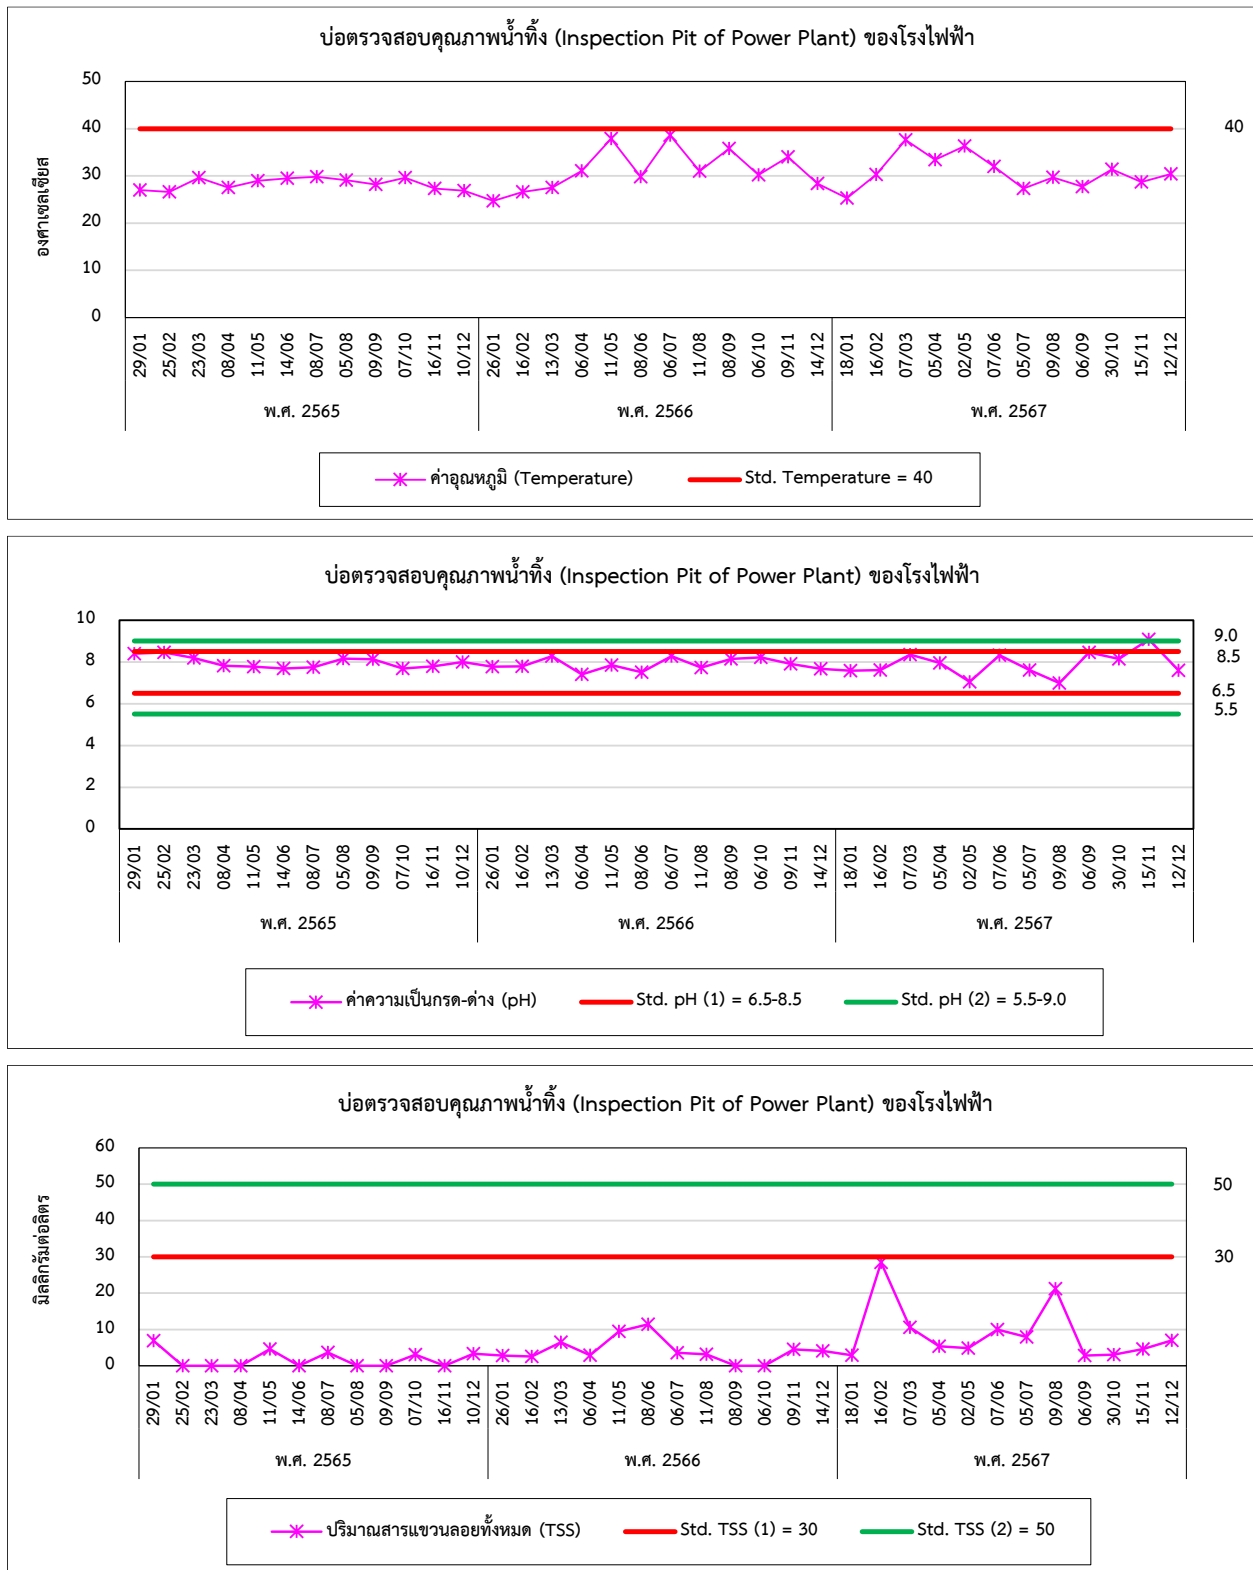 บ่อตรวจสอบคุณภาพน้ำทิ้ง (Inspection Pit of Power Plant) ของโรงไฟฟ้า
องศาเซลเซียส
50
40
30
20
10
0
40
29/01 25/02 23/03 08/04 11/05 14/06 08/07 05/08 09/09 07/10 16/11 10/12 26/01 16/02 13/03 06/04 11/05 08/06 06/07 11/08 08/09 06/10 09/11 14/12 18/01 16/02 07/03 05/04 02/05 07/06 05/07 09/08 06/09 30/10 15/11 12/12
พ.ศ. 2565 พ.ศ. 2566 พ.ศ. 2567
ค่าอุณหภูมิ (Temperature) Std. Temperature = 40
บ่อตรวจสอบคุณภาพน้ำทิ้ง (Inspection Pit of Power Plant) ของโรงไฟฟ้า
10
8
6
4
2
0
9.0
8.5
6.5
5.5
29/01 25/02 23/03 08/04 11/05 14/06 08/07 05/08 09/09 07/10 16/11 10/12 26/01 16/02 13/03 06/04 11/05 08/06 06/07 11/08 08/09 06/10 09/11 14/12 18/01 16/02 07/03 05/04 02/05 07/06 05/07 09/08 06/09 30/10 15/11 12/12
พ.ศ. 2565 พ.ศ. 2566 พ.ศ. 2567
ค่าความเป็นกรด-ด่าง (pH) Std. pH (1) = 6.5-8.5 Std. pH (2) = 5.5-9.0
บ่อตรวจสอบคุณภาพน้ำทิ้ง (Inspection Pit of Power Plant) ของโรงไฟฟ้า
มิลลิกรัมต่อลิตร
60
50
40
30
20
10
0
50
30
29/01 25/02 23/03 08/04 11/05 14/06 08/07 05/08 09/09 07/10 16/11 10/12 26/01 16/02 13/03 06/04 11/05 08/06 06/07 11/08 08/09 06/10 09/11 14/12 18/01 16/02 07/03 05/04 02/05 07/06 05/07 09/08 06/09 30/10 15/11 12/12
พ.ศ. 2565 พ.ศ. 2566 พ.ศ. 2567
ปริมาณสารแขวนลอยทั้งหมด (TSS) Std. TSS (1) = 30 Std. TSS (2) = 50